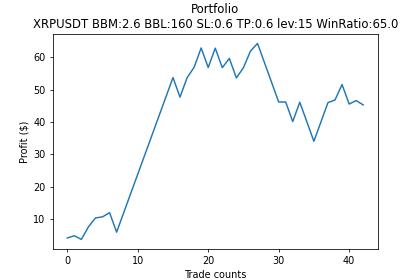 Portfolio
XRPUSDT BBM:2.6 BBL:160 SL:0.6 TP:0.6 lev:15 WinRatio:65.0
60
50
40
30
20
10
Profit ($)
0 10 20 30 40
Trade counts